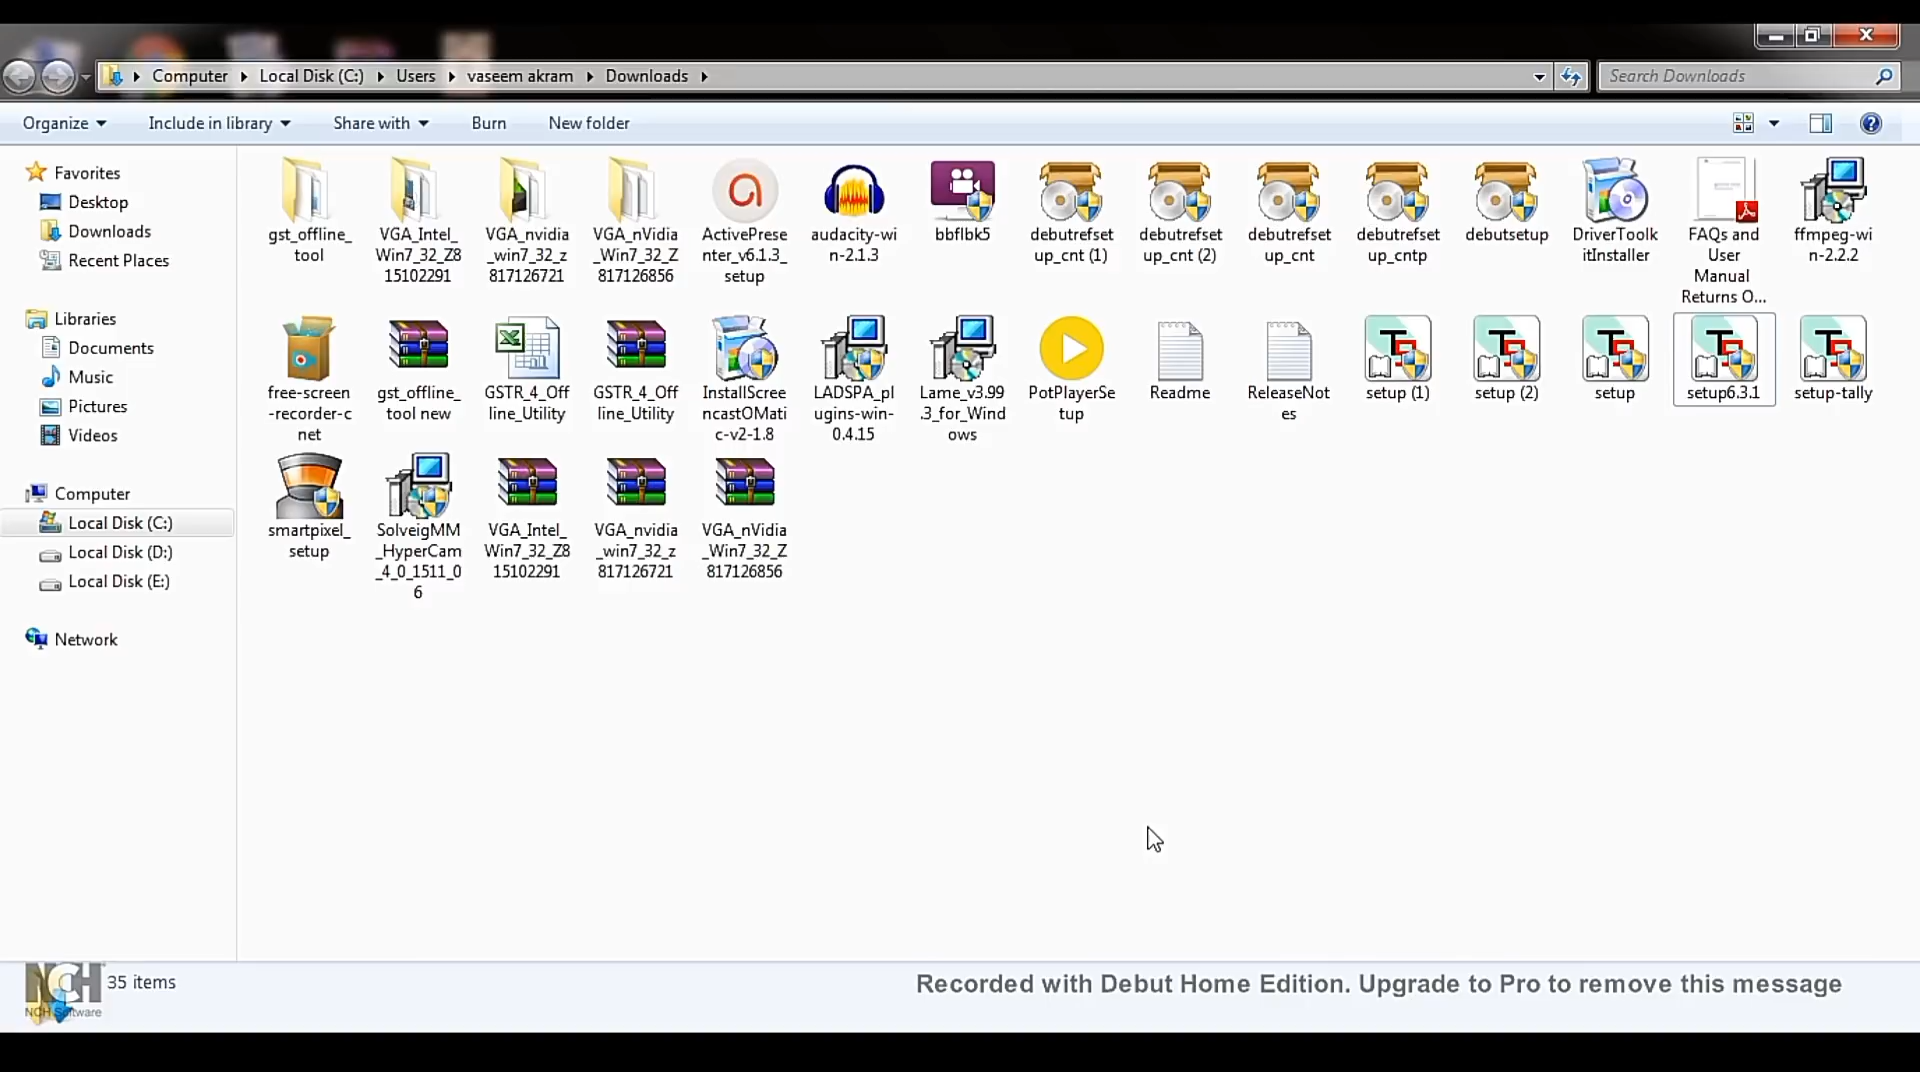 Computer Local Disk (C:) Users vaseem akram Downloads
Search Downloads
Organize Include in library Share with Burn New folder
Favorites
Desktop
Downloads
Recent Places
Libraries
Documents
Music
Pictures
Videos
Computer
Local Disk (C:)
Local Disk (D:)
Local Disk (E:)
Network
gst_offline_
tool
VGA_Intel_
Win7_32_Z8
15102291
VGA_nvidia
_win7_32_z
817126721
VGA_nVidia
_Win7_32_Z
817126856
ActivePrese
nter_v6.1.3_
setup
audacity-wi
n-2.1.3
bbflbk5
debutrefset
up_cnt (1)
debutrefset
up_cnt (2)
debutrefset
up_cnt
debutrefset
up_cntp
debutsetup
DriverToolk
itInstaller
FAQs and
User
Manual
Returns O...
ffmpeg-wi
n-2.2.2
free-screen
-recorder-c
net
gst_offline_
tool new
GSTR_4_Off
line_Utility
GSTR_4_Off
line_Utility
InstallScree
ncastOMati
c-v2-1.8
LADSPA_pl
ugins-win-
0.4.15
Lame_v3.99
.3_for_Wind
ows
PotPlayerSe
tup
Readme
ReleaseNot
es
setup (1)
setup (2)
setup
setup6.3.1
setup-tally
smartpixel_
setup
SolveigMM
_HyperCam
_4_0_1511_0
6
VGA_Intel_
Win7_32_Z8
15102291
VGA_nvidia
_win7_32_z
817126721
VGA_nVidia
_Win7_32_Z
817126856
NCH
NCH Software
35 items
Recorded with Debut Home Edition. Upgrade to Pro to remove this message